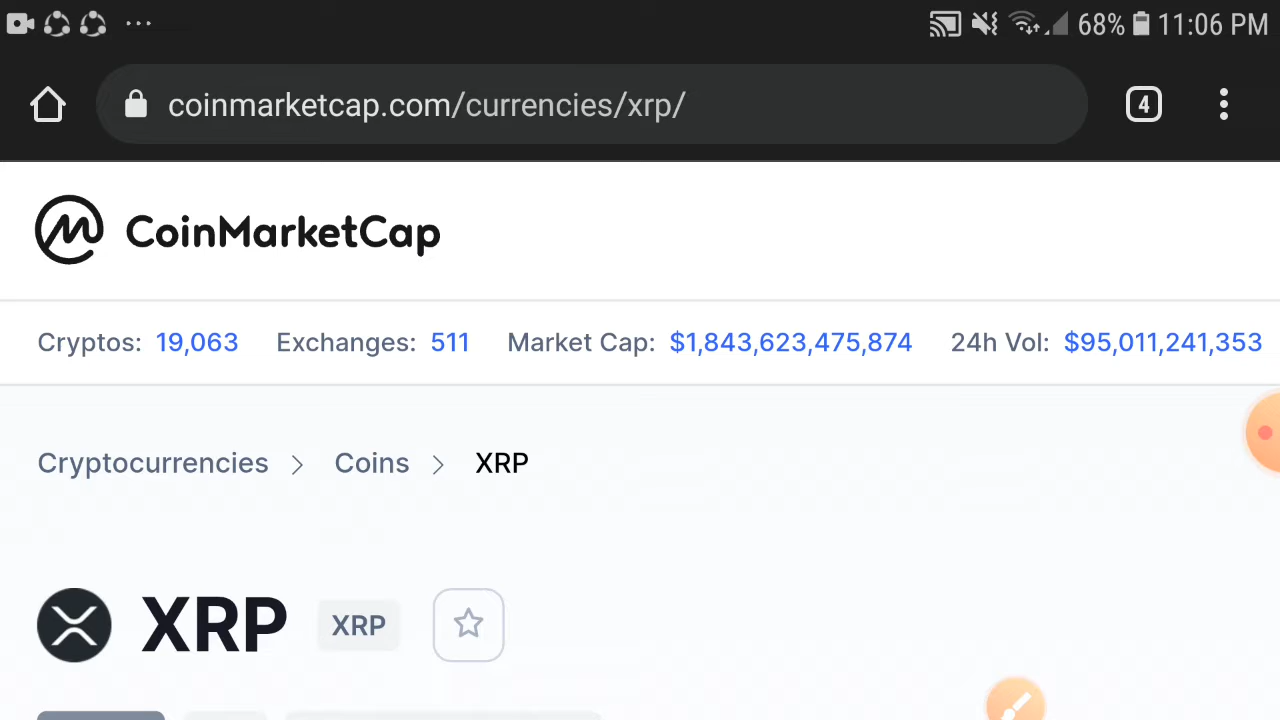 68% 11:06 PM
coinmarketcap.com/currencies/xrp/
4
CoinMarketCap
Cryptos: 19,063 Exchanges: 511 Market Cap: $1,843,623,475,874 24h Vol: $95,011,241,353
Cryptocurrencies > Coins > XRP
XRP XRP